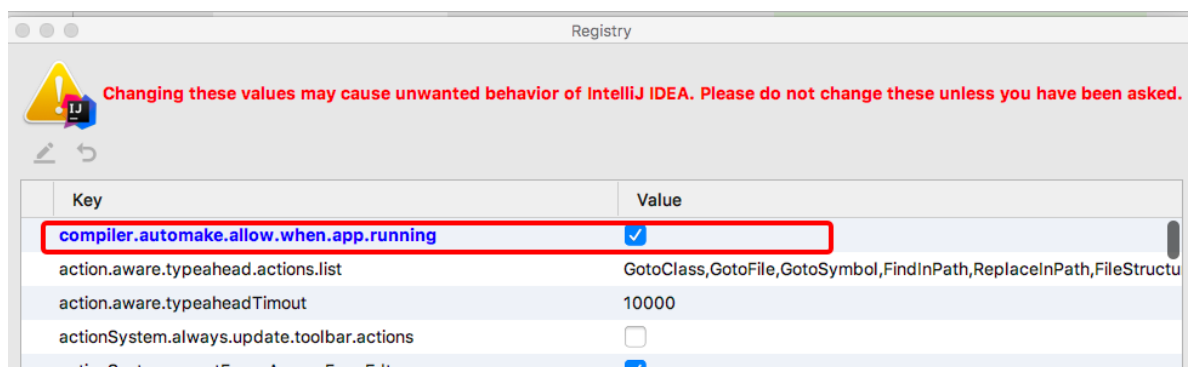 Registry
Changing these values may cause unwanted behavior of IntelliJ IDEA. Please do not change these unless you have been asked.
IJ
Key Value
compiler.automake.allow.when.app.running
action.aware.typeahead.actions.list GotoClass,GotoFile,GotoSymbol,FindInPath,ReplaceInPath,FileStructu
action.aware.typeaheadTimout 10000
actionSystem.always.update.toolbar.actions